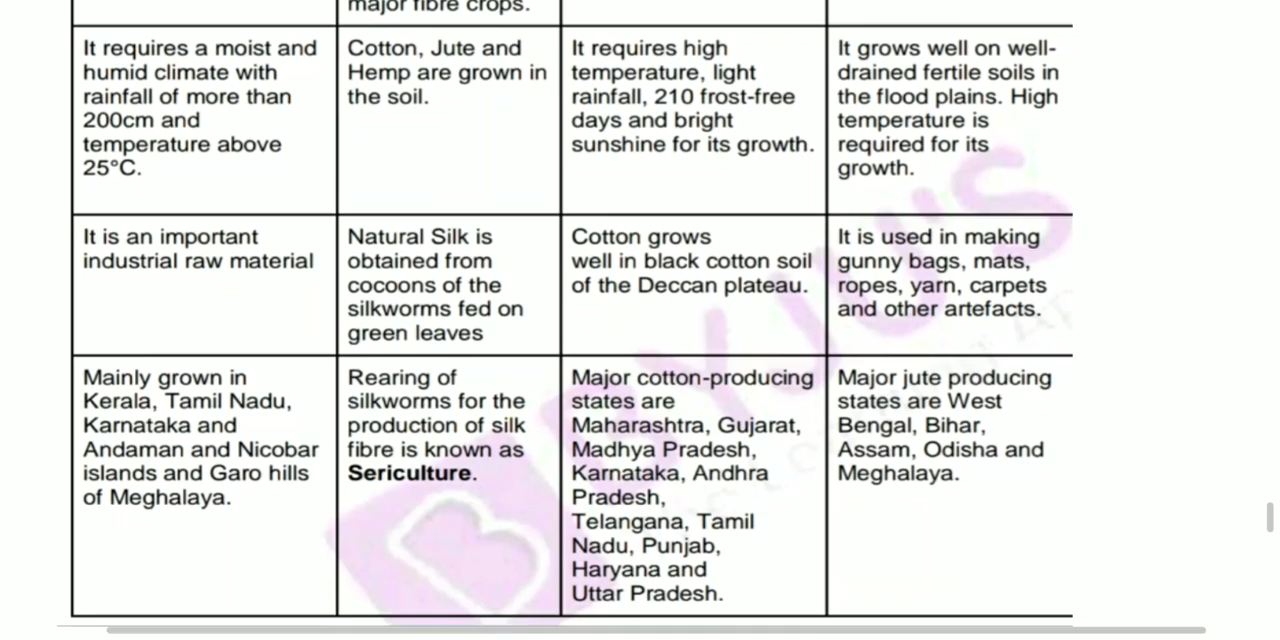 major fibre crops.
It requires a moist and
humid climate with
rainfall of more than
200cm and
temperature above
25°C.
Cotton, Jute and
Hemp are grown in
the soil.
It requires high
temperature, light
rainfall, 210 frost-free
days and bright
sunshine for its growth.
It grows well on well-
drained fertile soils in
the flood plains. High
temperature is
required for its
growth.
It is an important
industrial raw material
Natural Silk is
obtained from
cocoons of the
silkworms fed on
green leaves
Cotton grows
well in black cotton soil
of the Deccan plateau.
It is used in making
gunny bags, mats,
ropes, yarn, carpets
and other artefacts.
Mainly grown in
Kerala, Tamil Nadu,
Karnataka and
Andaman and Nicobar
islands and Garo hills
of Meghalaya.
Rearing of
silkworms for the
production of silk
fibre is known as
Sericulture.
Major cotton-producing
states are
Maharashtra, Gujarat,
Madhya Pradesh,
Karnataka, Andhra
Pradesh,
Telangana, Tamil
Nadu, Punjab,
Haryana and
Uttar Pradesh.
Major jute producing
states are West
Bengal, Bihar,
Assam, Odisha and
Meghalaya.
BYJU'S